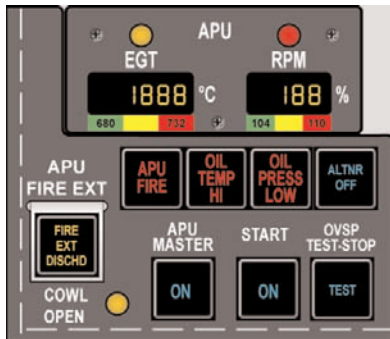 APU
EGT
RPM
1888 °C
188 %
680
732
104
110
APU
FIRE EXT
APU
FIRE
OIL
TEMP
HI
OIL
PRESS
LOW
ALTNR
OFF
FIRE
EXT
DISCHD
APU
MASTER
START
OVSP
TEST-STOP
ON
ON
TEST
COWL
OPEN